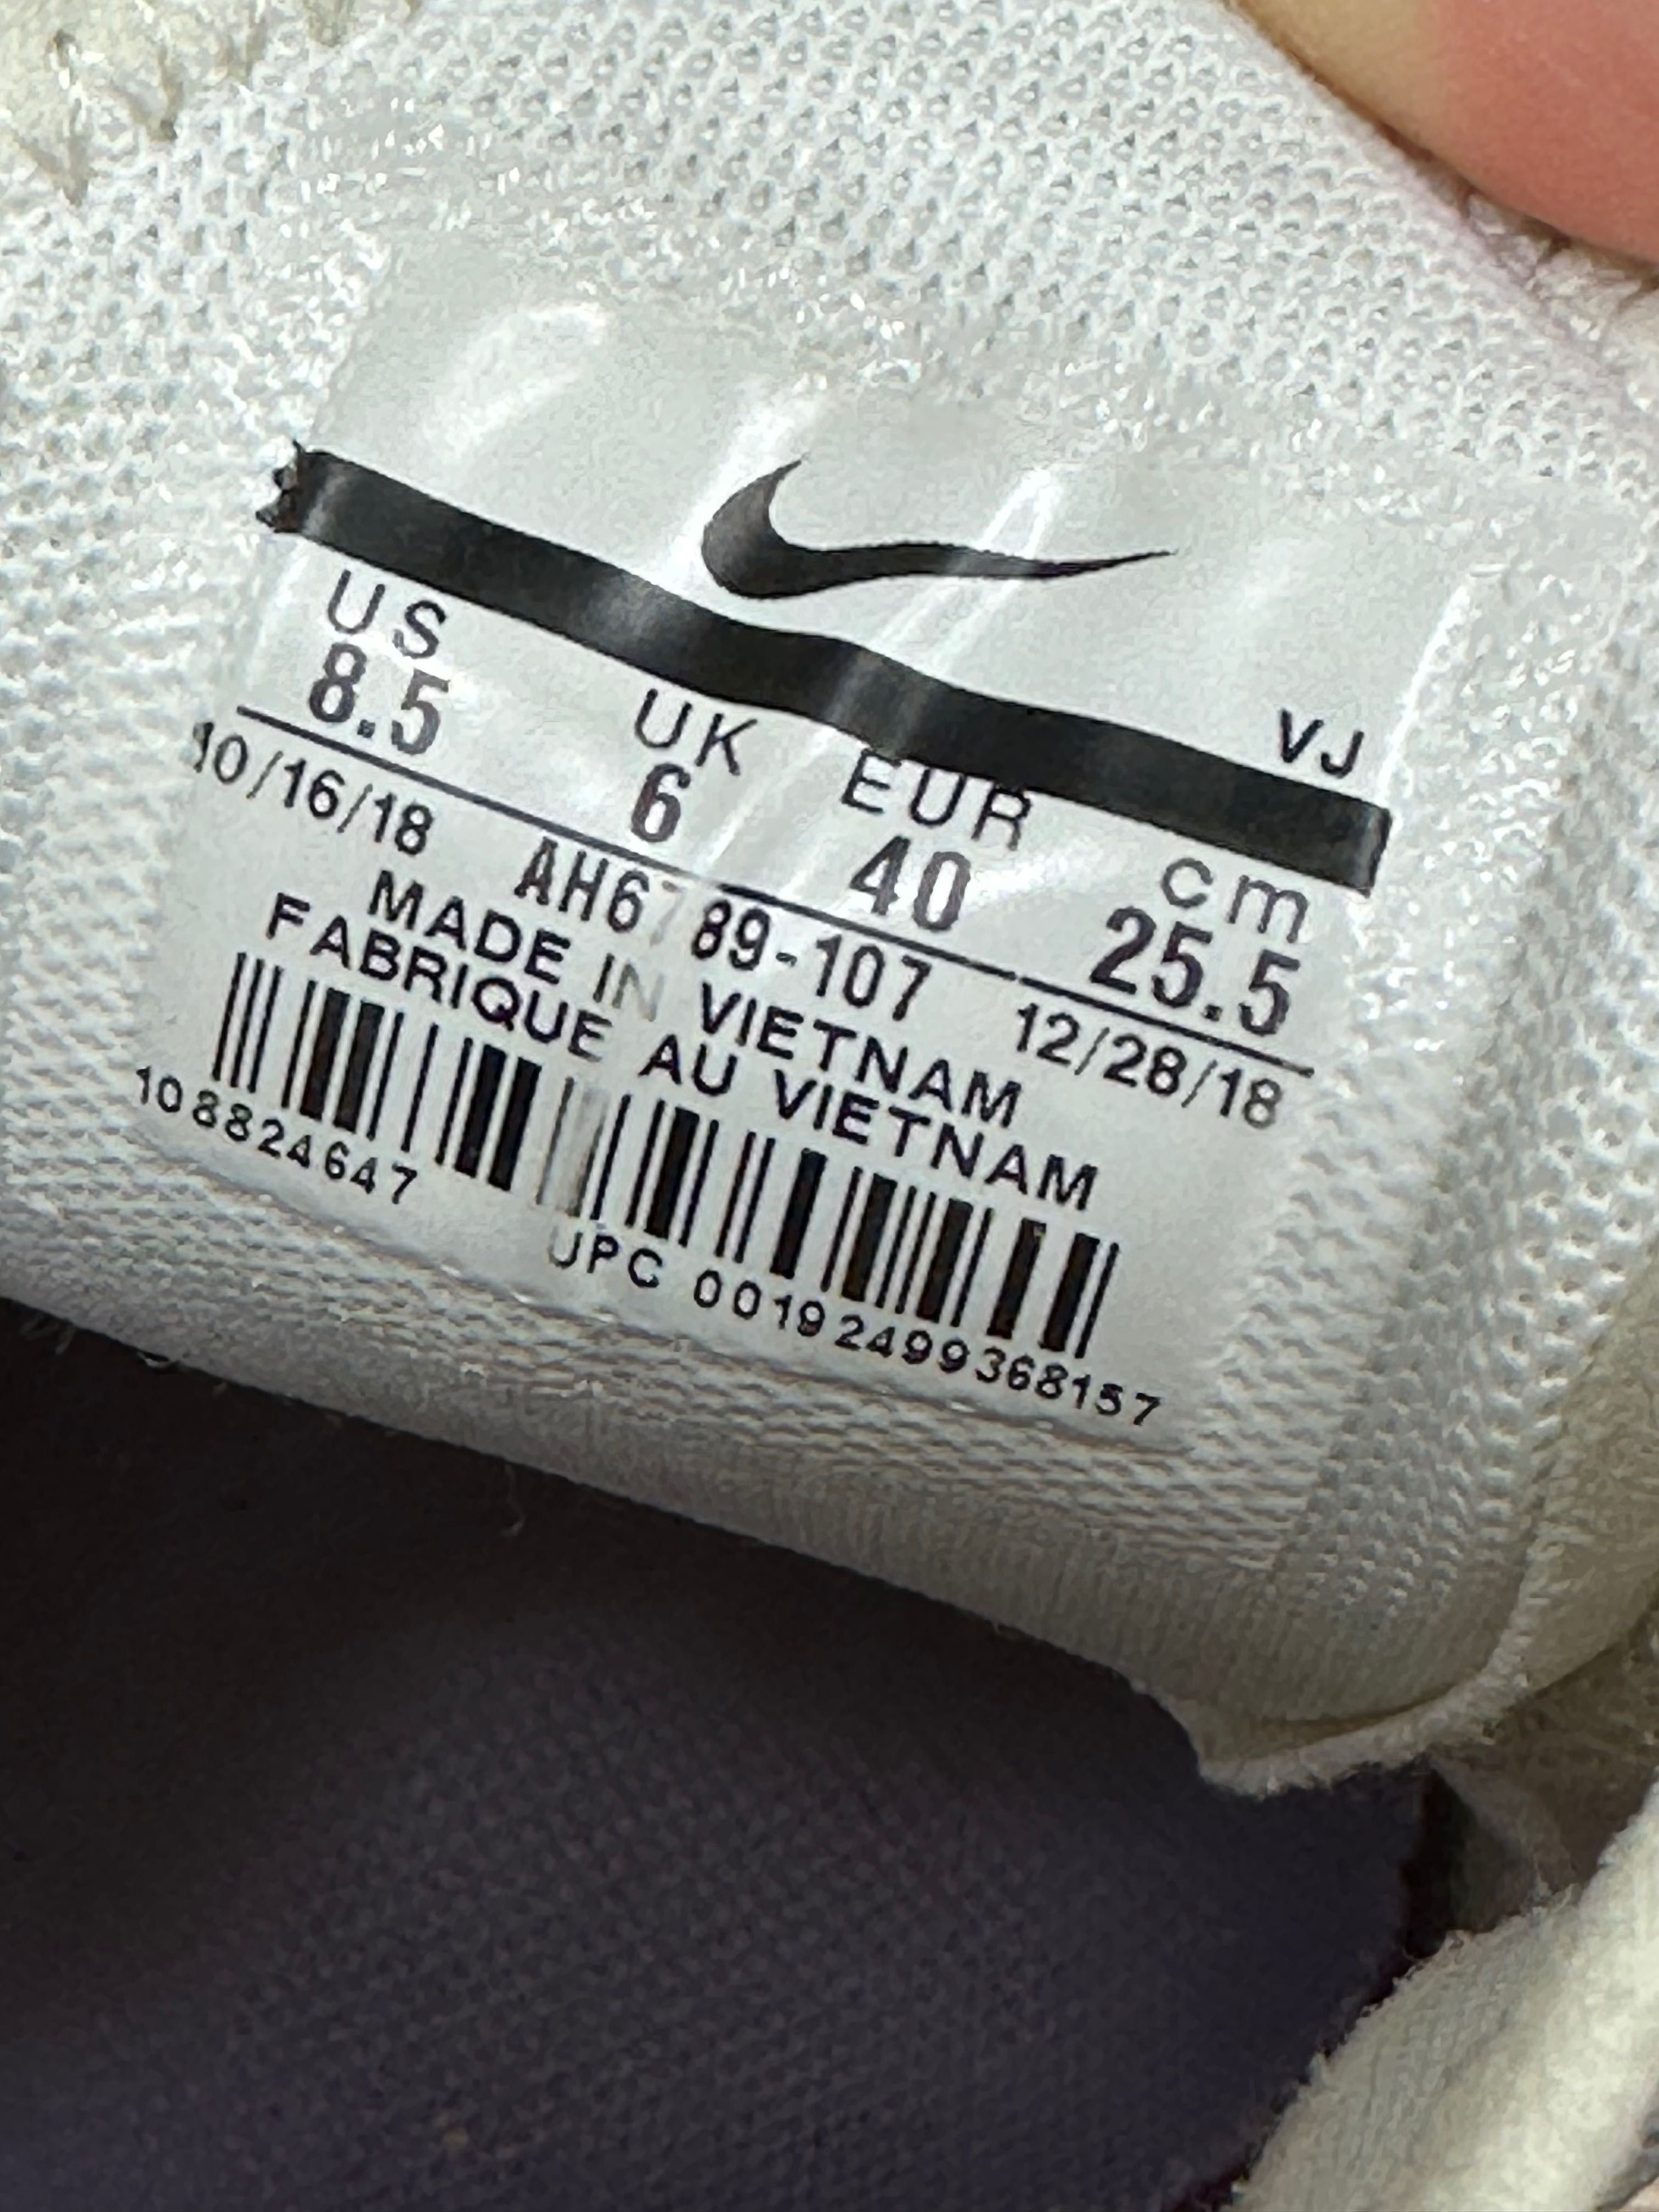 VJ
US UK EUR cm
8.5 6 40 25.5
10/16/18 AH6789-107 12/28/18
MADE IN VIETNAM
FABRIQUE AU VIETNAM
108824647
UPC 00192499368157